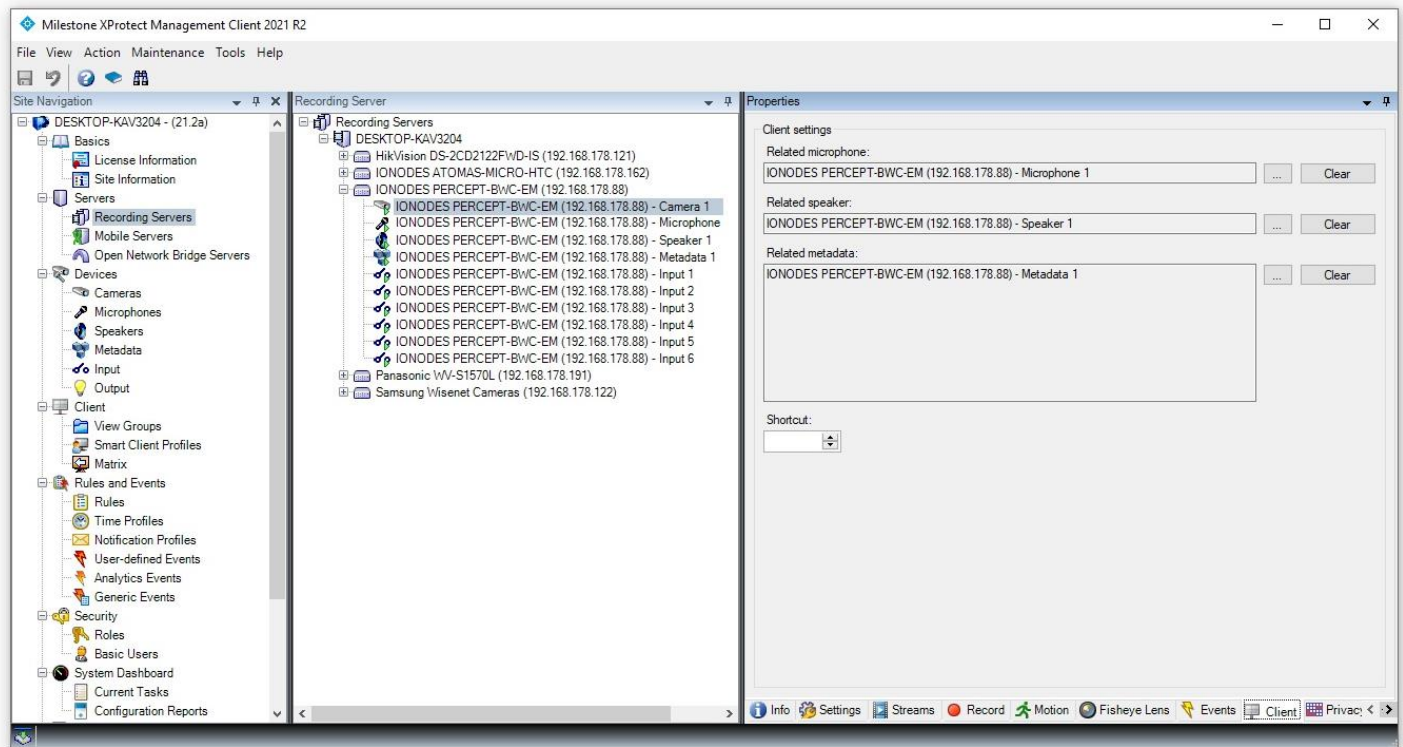 Milestone XProtect Management Client 2021 R2
File View Action Maintenance Tools Help
Site Navigation
DESKTOP-KAV3204 - (21.2a)
Basics
License Information
Site Information
Servers
Recording Servers
Mobile Servers
Open Network Bridge Servers
Devices
Cameras
Microphones
Speakers
Metadata
Input
Output
Client
View Groups
Smart Client Profiles
Matrix
Rules and Events
Rules
Time Profiles
Notification Profiles
User-defined Events
Analytics Events
Generic Events
Security
Roles
Basic Users
System Dashboard
Current Tasks
Configuration Reports
Recording Server
Recording Servers
DESKTOP-KAV3204
HikVision DS-2CD2122FWD-IS (192.168.178.121)
IONODES ATOMAS-MICRO-HTC (192.168.178.162)
IONODES PERCEPT-BWC-EM (192.168.178.88)
IONODES PERCEPT-BWC-EM (192.168.178.88) - Camera 1
IONODES PERCEPT-BWC-EM (192.168.178.88) - Microphone
IONODES PERCEPT-BWC-EM (192.168.178.88) - Speaker 1
IONODES PERCEPT-BWC-EM (192.168.178.88) - Metadata 1
IONODES PERCEPT-BWC-EM (192.168.178.88) - Input 1
IONODES PERCEPT-BWC-EM (192.168.178.88) - Input 2
IONODES PERCEPT-BWC-EM (192.168.178.88) - Input 3
IONODES PERCEPT-BWC-EM (192.168.178.88) - Input 4
IONODES PERCEPT-BWC-EM (192.168.178.88) - Input 5
IONODES PERCEPT-BWC-EM (192.168.178.88) - Input 6
Panasonic WV-S1570L (192.168.178.191)
Samsung Wisenet Cameras (192.168.178.122)
Properties
Client settings
Related microphone:
IONODES PERCEPT-BWC-EM (192.168.178.88) - Microphone 1 ... Clear
Related speaker:
IONODES PERCEPT-BWC-EM (192.168.178.88) - Speaker 1 ... Clear
Related metadata:
IONODES PERCEPT-BWC-EM (192.168.178.88) - Metadata 1 ... Clear
Shortcut:
Info Settings Streams Record Motion Fisheye Lens Events Client Privac